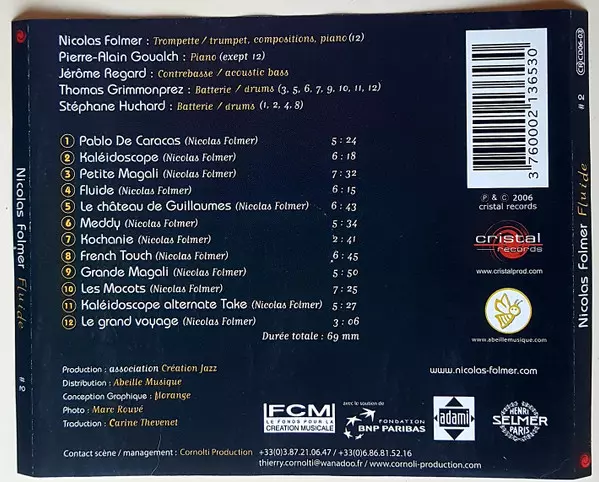 Nicolas Folmer : Trompette / trumpet, compositions, piano (12)
Pierre-Alain Goualch : Piano (exept 12)
Jérôme Regard : Contrebasse / acoustic bass
Thomas Grimmonprez : Batterie / drums (3, 5, 6, 7, 9, 10, 11, 12)
Stéphane Huchard : Batterie / drums (1, 2, 4, 8)
1 Pablo De Caracas (Nicolas Folmer) 5 : 24
2 Kaléidoscope (Nicolas Folmer) 6 : 18
3 Petite Magali (Nicolas Folmer) 7 : 32
4 Fluide (Nicolas Folmer) 6 : 15
5 Le château de Guillaumes (Nicolas Folmer) 6 : 43
6 Meddy (Nicolas Folmer) 5 : 34
7 Kochanie (Nicolas Folmer) 2 : 41
8 French Touch (Nicolas Folmer) 6 : 45
9 Grande Magali (Nicolas Folmer) 5 : 50
10 Les Mocots (Nicolas Folmer) 7 : 25
11 Kaléidoscope alternate Take (Nicolas Folmer) 5 : 27
12 Le grand voyage (Nicolas Folmer) 3 : 06
Durée totale : 69 mm
Production : association Création Jazz
Distribution : Abeille Musique
Conception Graphique : florange
Photo : Marc Rouvé
Traduction : Carine Thevenet
Contact scène / management : Cornolti Production +33(0)3.87.21.06.47 / +33(0)6.86.81.52.16
thierry.cornolti@wanadoo.fr / www.cornoli-production.com
3 760002 136530
℗ & © 2006
cristal records
cristal
records
www.cristalprod.com
www.abeillemusique.com
www.nicolas-folmer.com
FCM
LE FONDS POUR LA
CREATION MUSICALE
avec le soutien de
FONDATION
BNP PARIBAS
adami
HENRI
SELMER
PARIS
Nicolas Folmer Fluide # 2
Nicolas Folmer Fluide # 2
CD06-03